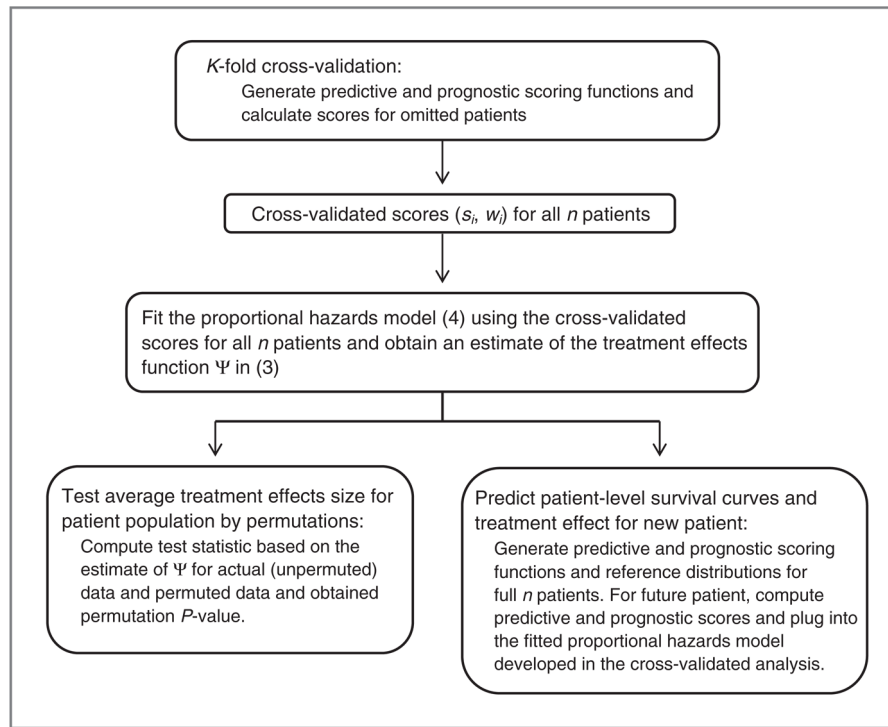 K-fold cross-validation:
Generate predictive and prognostic scoring functions and
calculate scores for omitted patients
Cross-validated scores (si, wi) for all n patients
Fit the proportional hazards model (4) using the cross-validated
scores for all n patients and obtain an estimate of the treatment effects
function Ψ in (3)
Test average treatment effects size for
patient population by permutations:
Compute test statistic based on the
estimate of Ψ for actual (unpermuted)
data and permuted data and obtained
permutation P-value.
Predict patient-level survival curves and
treatment effect for new patient:
Generate predictive and prognostic scoring
functions and reference distributions for
full n patients. For future patient, compute
predictive and prognostic scores and plug into
the fitted proportional hazards model
developed in the cross-validated analysis.